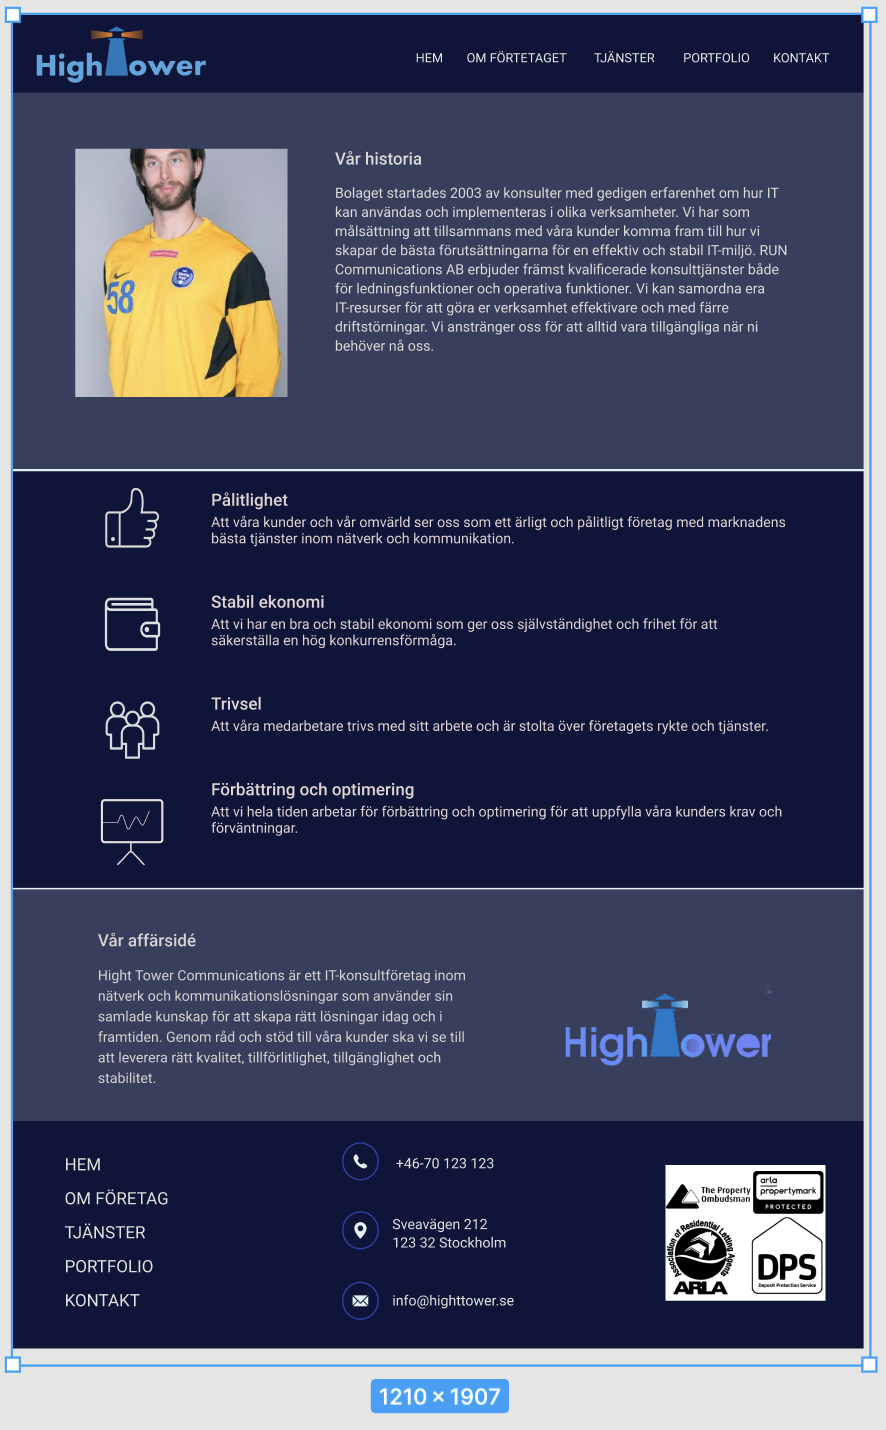 HighTower
HEM OM FÖRTETAGET TJÄNSTER PORTFOLIO KONTAKT
58
Vår historia
Bolaget startades 2003 av konsulter med gedigen erfarenhet om hur IT
kan användas och implementeras i olika verksamheter. Vi har som
målsättning att tillsammans med våra kunder komma fram till hur vi
skapar de bästa förutsättningarna för en effektiv och stabil IT-miljö. RUN
Communications AB erbjuder främst kvalificerade konsulttjänster både
för ledningsfunktioner och operativa funktioner. Vi kan samordna era
IT-resurser för att göra er verksamhet effektivare och med färre
driftstörningar. Vi anstränger oss för att alltid vara tillgängliga när ni
behöver nå oss.
Pålitlighet
Att våra kunder och vår omvärld ser oss som ett ärligt och pålitligt företag med marknadens
bästa tjänster inom nätverk och kommunikation.
Stabil ekonomi
Att vi har en bra och stabil ekonomi som ger oss självständighet och frihet för att
säkerställa en hög konkurrensförmåga.
Trivsel
Att våra medarbetare trivs med sitt arbete och är stolta över företagets rykte och tjänster.
Förbättring och optimering
Att vi hela tiden arbetar för förbättring och optimering för att uppfylla våra kunders krav och
förväntningar.
Vår affärsidé
Hight Tower Communications är ett IT-konsultföretag inom
nätverk och kommunikationslösningar som använder sin
samlade kunskap för att skapa rätt lösningar idag och i
framtiden. Genom råd och stöd till våra kunder ska vi se till
att leverera rätt kvalitet, tillförlitlighet, tillgänglighet och
stabilitet.
HighTower
HEM
OM FÖRETAG
TJÄNSTER
PORTFOLIO
KONTAKT
+46-70 123 123
Sveavägen 212
123 32 Stockholm
info@highttower.se
The Property
Ombudsman
arla
propertymark
PROTECTED
Association of Residential Letting Agents
ARLA
DPS
Deposit Protection Service
1210 × 1907